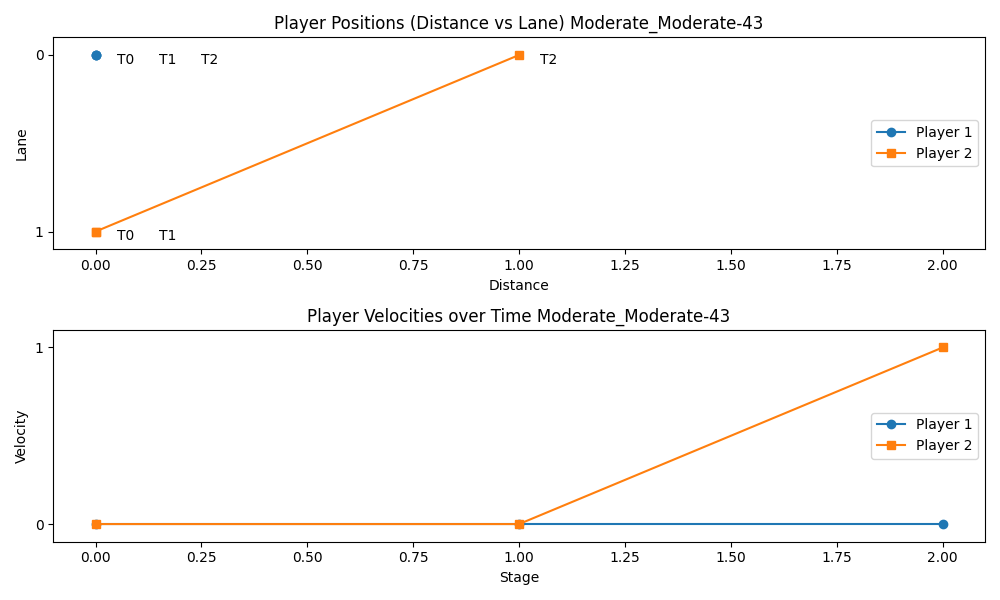 Player Positions (Distance vs Lane) Moderate_Moderate-43
0
T0 T1 T2
T2
Lane
Player 1
Player 2
1
T0 T1
0.00 0.25 0.50 0.75 1.00 1.25 1.50 1.75 2.00
Distance
Player Velocities over Time Moderate_Moderate-43
1
Velocity
Player 1
Player 2
0
0.00 0.25 0.50 0.75 1.00 1.25 1.50 1.75 2.00
Stage